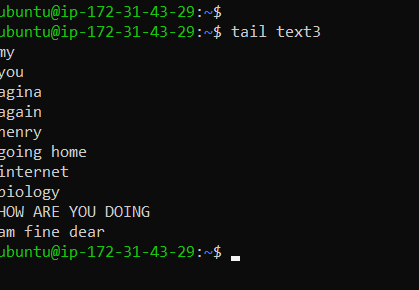 ubuntu@ip-172-31-43-29:~$
ubuntu@ip-172-31-43-29:~$ tail text3
my
you
agina
again
henry
going home
internet
biology
HOW ARE YOU DOING
am fine dear
ubuntu@ip-172-31-43-29:~$